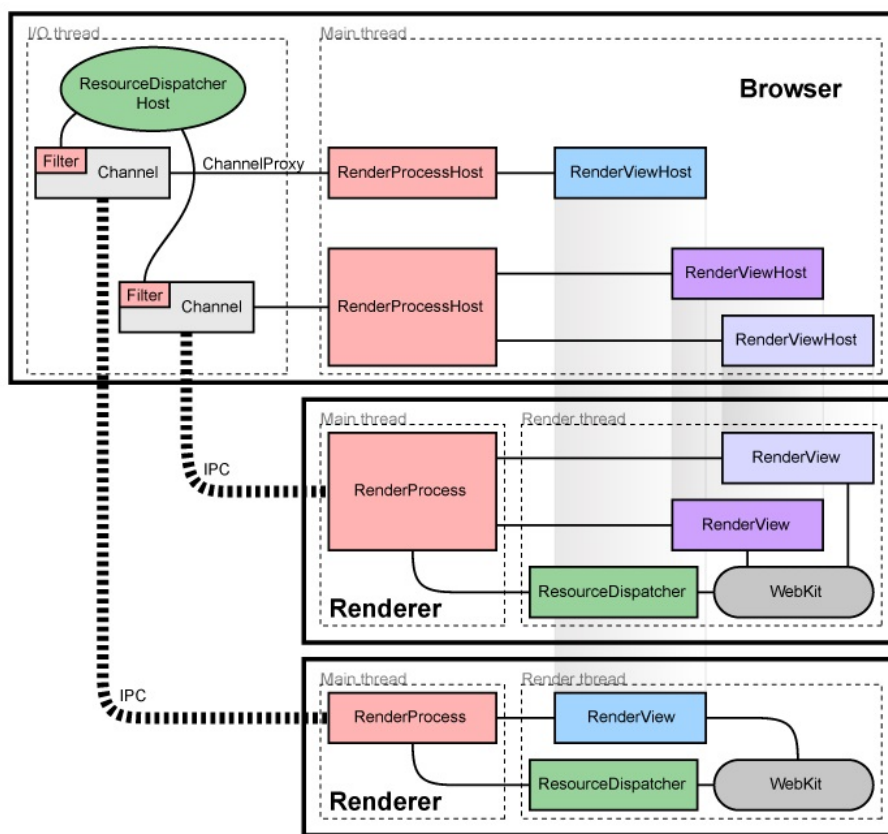 I/O thread
Main thread
ResourceDispatcher
Host
Browser
Filter
Channel
ChannelProxy
RenderProcessHost
RenderViewHost
RenderViewHost
Filter
Channel
RenderProcessHost
RenderViewHost
Main thread
Render thread
IPC
RenderProcess
RenderView
RenderView
ResourceDispatcher
WebKit
Renderer
Main thread
Render thread
IPC
RenderProcess
RenderView
ResourceDispatcher
WebKit
Renderer